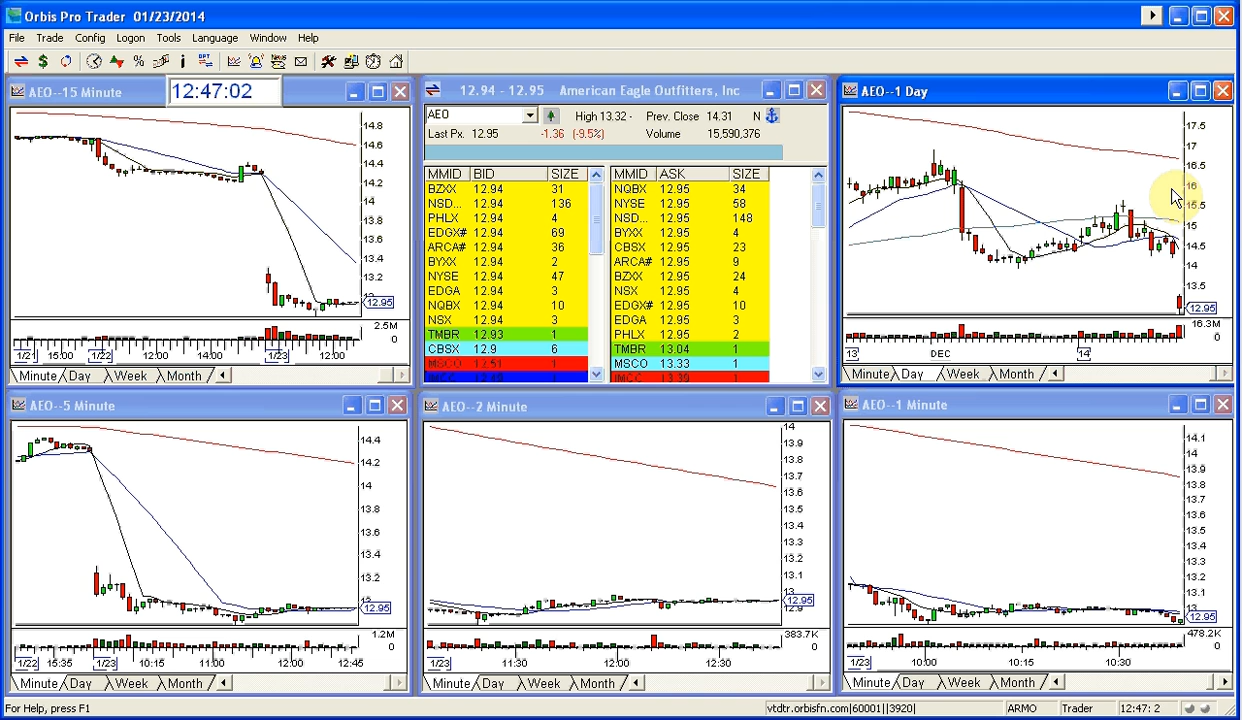 Orbis Pro Trader 01/23/2014
File Trade Config Logon Tools Language Window Help
AEO--15 Minute
12:47:02
14.8
14.6
14.4
14.2
14
13.8
13.6
13.4
13.2
12.95
2.5M
0
1/21 15:00 1/22 12:00 14:00 1/23 12:00
Minute Day Week Month
12.94 - 12.95 American Eagle Outfitters, Inc
AEO High 13.32 - Prev. Close 14.31 N
Last Px. 12.95 -1.36 (-9.5%) Volume 15,590,376
MMID BID SIZE MMID ASK SIZE
BZXX 12.94 31 NQBX 12.95 34
NSD... 12.94 136 NYSE 12.95 58
PHLX 12.94 4 NSD... 12.95 148
EDGX# 12.94 69 BYXX 12.95 4
ARCA# 12.94 36 CBSX 12.95 23
BYXX 12.94 2 ARCA# 12.95 9
NYSE 12.94 47 BZXX 12.95 24
EDGA 12.94 3 NSX 12.95 4
NQBX 12.94 10 EDGX# 12.95 10
NSX 12.94 3 EDGA 12.95 3
TMBR 12.93 1 PHLX 12.95 2
CBSX 12.9 6 TMBR 13.04 1
MSCO 12.51 1 MSCO 13.33 1
AEO--1 Day
17.5
17
16.5
16
15.5
15
14.5
14
13.5
12.95
16.3M
0
13 DEC 14
Minute Day Week Month
AEO--5 Minute
14.4
14.2
14
13.8
13.6
13.4
13.2
12.95
1.2M
0
1/22 15:35 1/23 10:15 11:00 12:00 12:45
Minute Day Week Month
AEO--2 Minute
14
13.9
13.8
13.7
13.6
13.5
13.4
13.3
13.2
13.1
13
12.95
12.9
383.7K
0
1/23 11:30 12:00 12:30
Minute Day Week Month
AEO--1 Minute
14.1
14
13.9
13.8
13.7
13.6
13.5
13.4
13.3
13.2
13.1
13
12.95
478.2K
0
1/23 10:00 10:15 10:30
Minute Day Week Month
For Help, press F1 vtdtr.orbisfn.com|60001||3920| ARMO Trader 12:47: 2